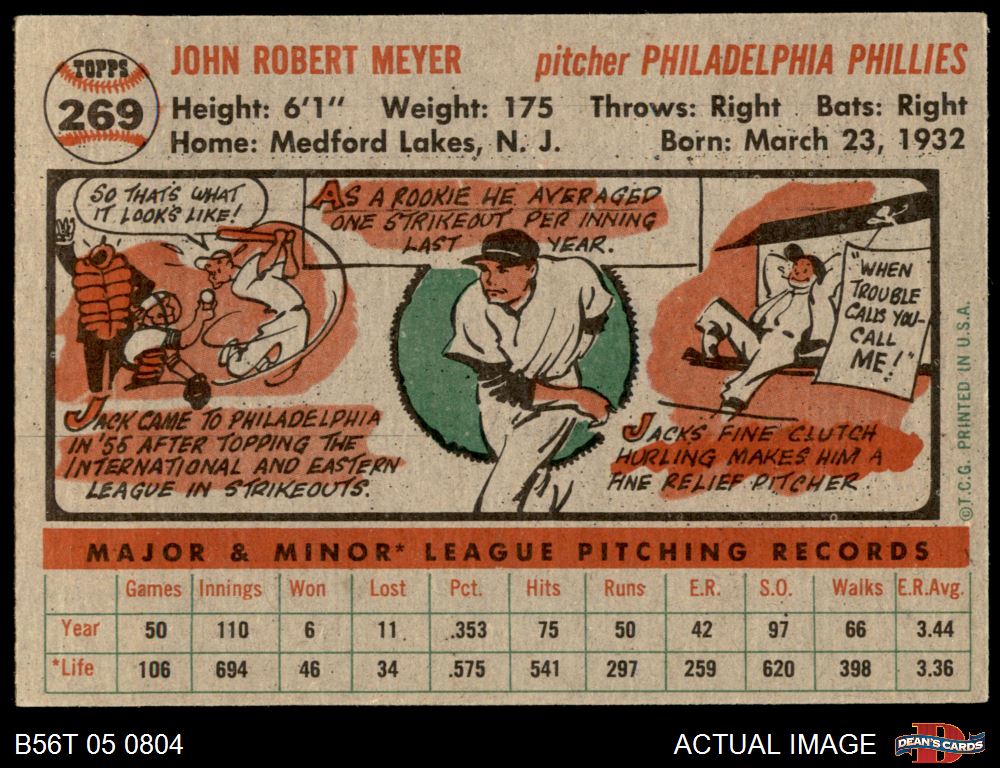 TOPPS
269
JOHN ROBERT MEYER pitcher PHILADELPHIA PHILLIES
Height: 6'1" Weight: 175 Throws: Right Bats: Right
Home: Medford Lakes, N. J. Born: March 23, 1932
SO THAT'S WHAT
IT LOOKS LIKE!
JACK CAME TO PHILADELPHIA
IN '55 AFTER TOPPING THE
INTERNATIONAL AND EASTERN
LEAGUE IN STRIKEOUTS.
AS A ROOKIE HE AVERAGED
ONE STRIKEOUT PER INNING
LAST YEAR.
"WHEN
TROUBLE
CALLS YOU-
CALL
ME!"
JACKS FINE CLUTCH
HURLING MAKES HIM A
FINE RELIEF PITCHER
©T.C.G. PRINTED IN U.S.A.
MAJOR & MINOR* LEAGUE PITCHING RECORDS
Games Innings Won Lost Pct. Hits Runs E.R. S.O. Walks E.R.Avg.
Year 50 110 6 11 .353 75 50 42 97 66 3.44
*Life 106 694 46 34 .575 541 297 259 620 398 3.36
B56T 05 0804 ACTUAL IMAGE
D
DEAN'S CARDS